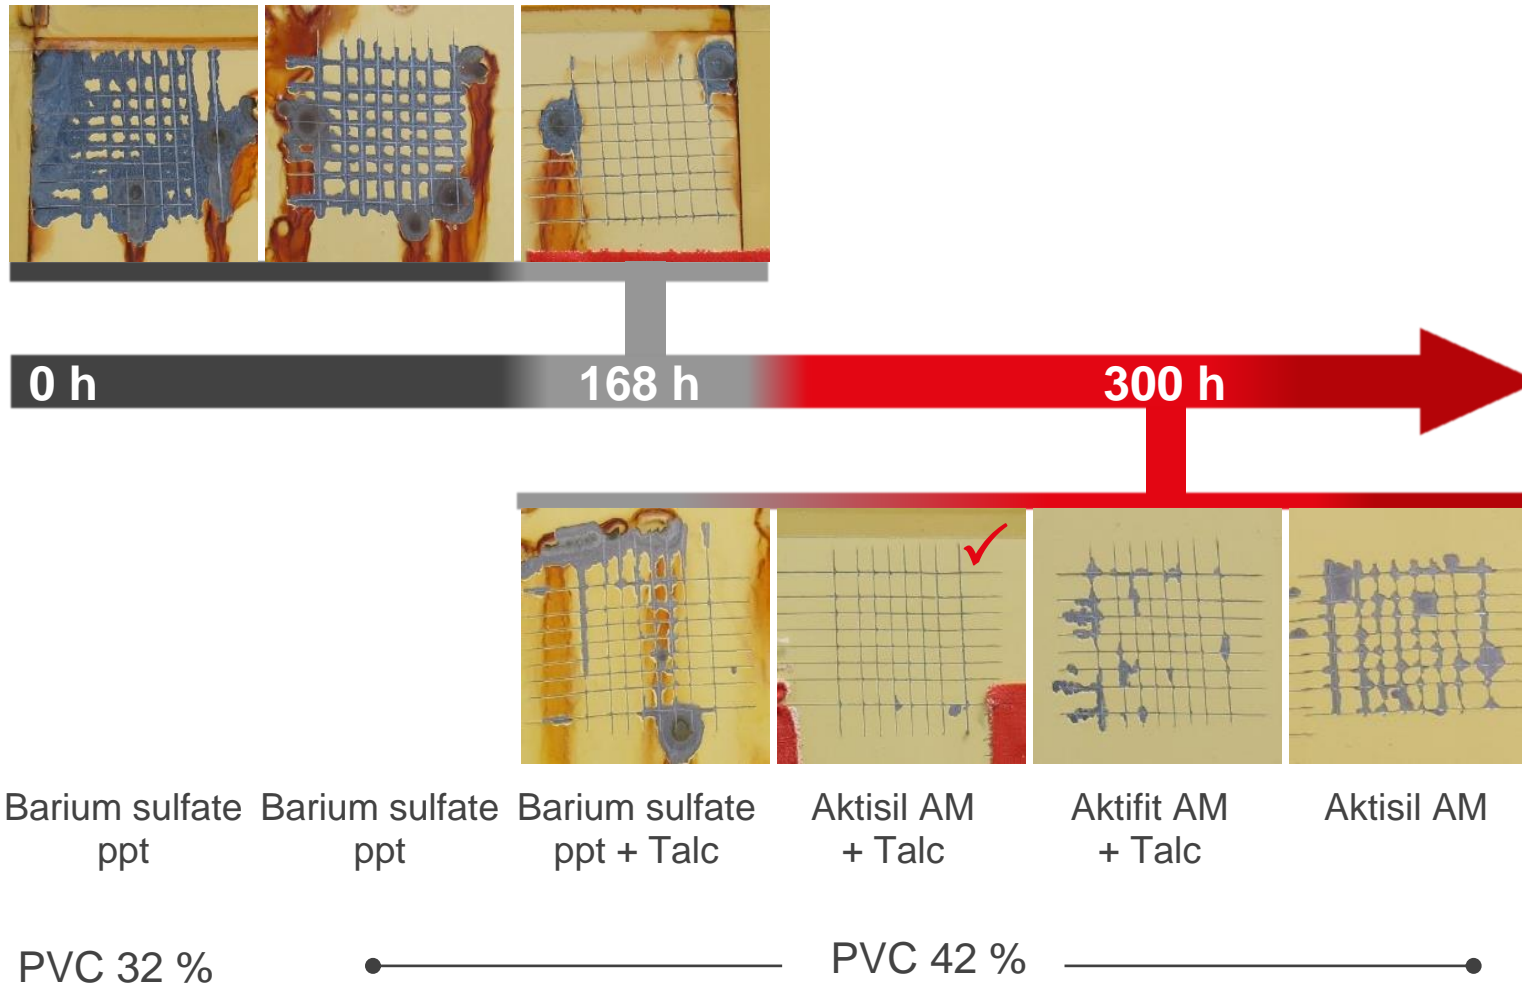 0 h
168 h
300 h
Barium sulfate
ppt
Barium sulfate
ppt
Barium sulfate
ppt + Talc
Aktisil AM
+ Talc
Aktifit AM
+ Talc
Aktisil AM
PVC 32 %
PVC 42 %